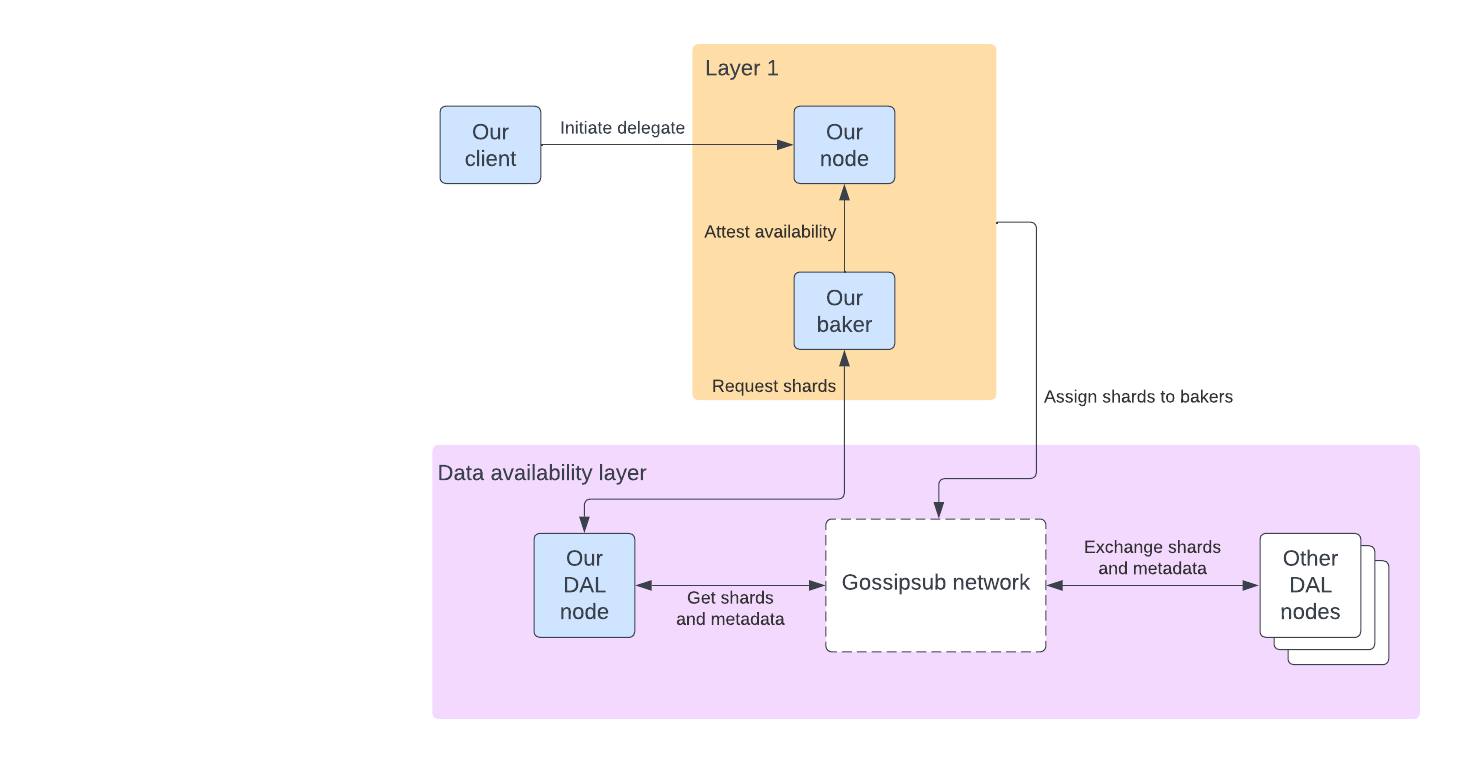 Layer 1
Our
client
Initiate delegate
Our
node
Attest availability
Our
baker
Request shards
Assign shards to bakers
Data availability layer
Our
DAL
node
Get shards
and metadata
Gossipsub network
Exchange shards
and metadata
Other
DAL
nodes